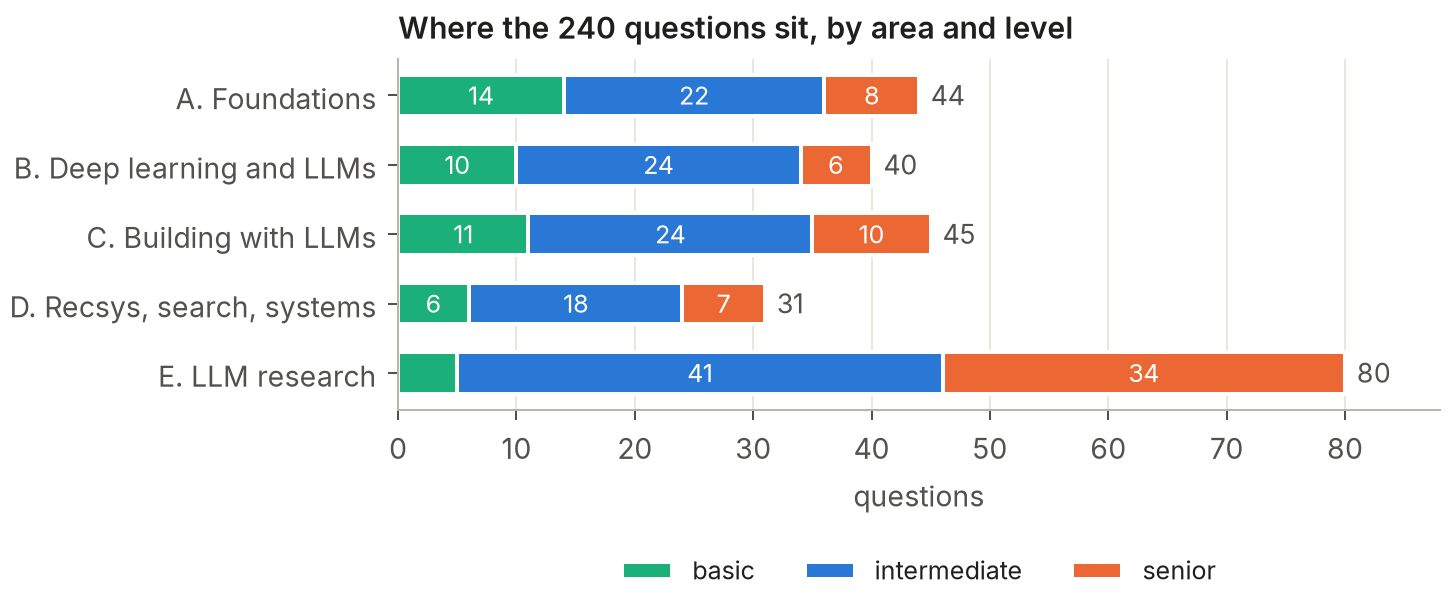 Where the 240 questions sit, by area and level
A. Foundations 14 22 8 44
B. Deep learning and LLMs 10 24 6 40
C. Building with LLMs 11 24 10 45
D. Recsys, search, systems 6 18 7 31
E. LLM research 41 34 80
0 10 20 30 40 50 60 70 80
questions
basic intermediate senior